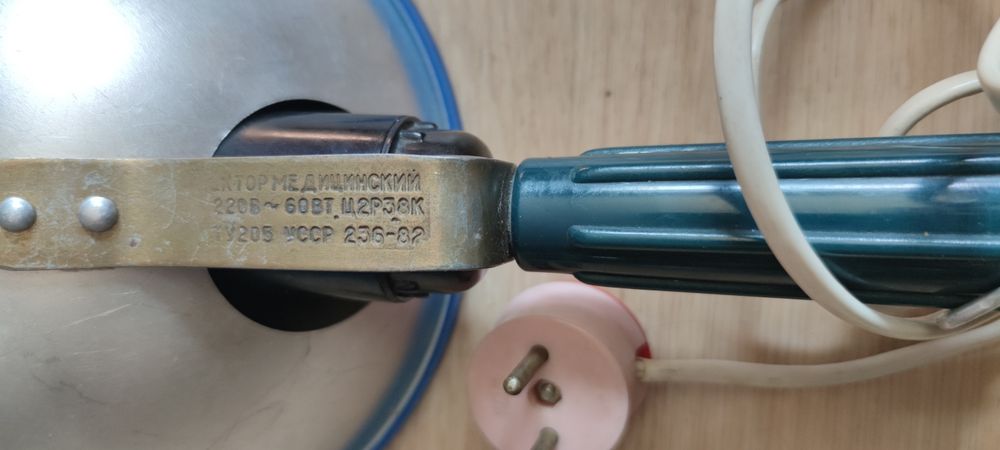 ЕКТОР МЕДИЦИНСКИЙ
220В ~ 60ВТ Ц2Р38К
ТУ205 УССР 236-82